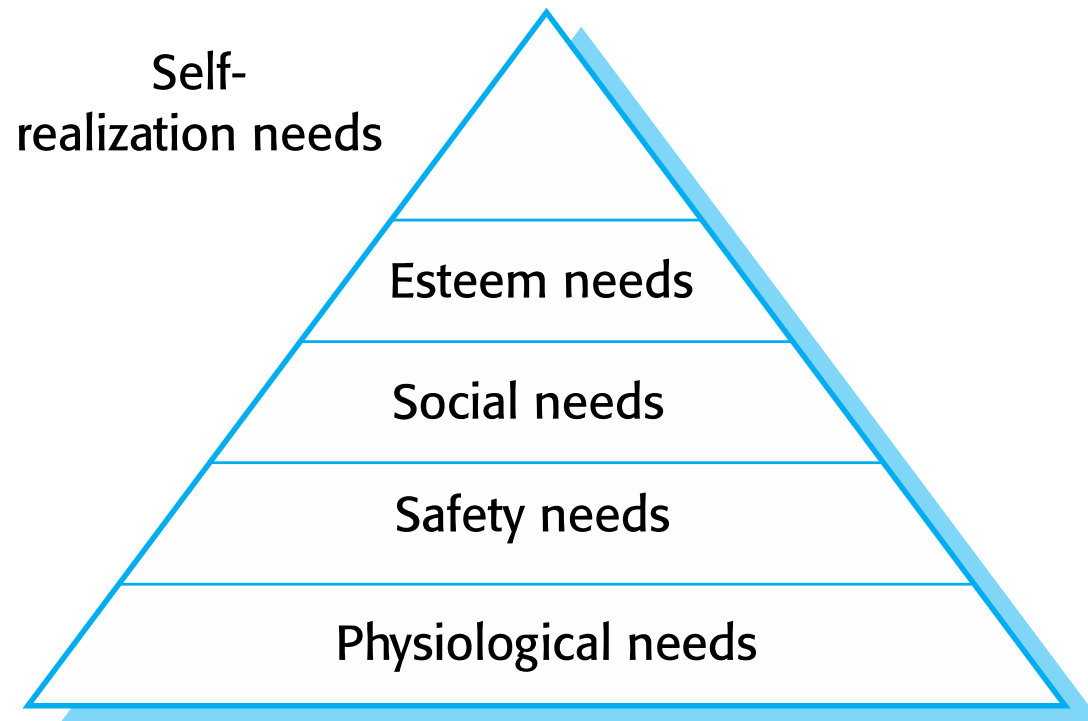 Self-
realization needs
Esteem needs
Social needs
Safety needs
Physiological needs